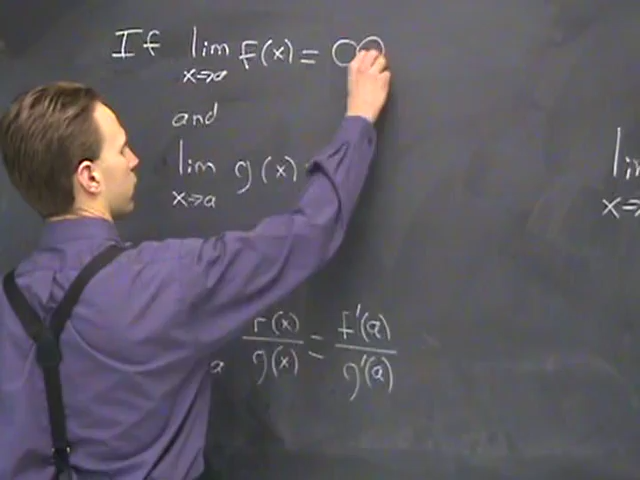 If lim f(x) = ∞
x→a
and
lim g(x)
x→a
f(x) = f'(a)
a g(x) g'(a)
lim
x→